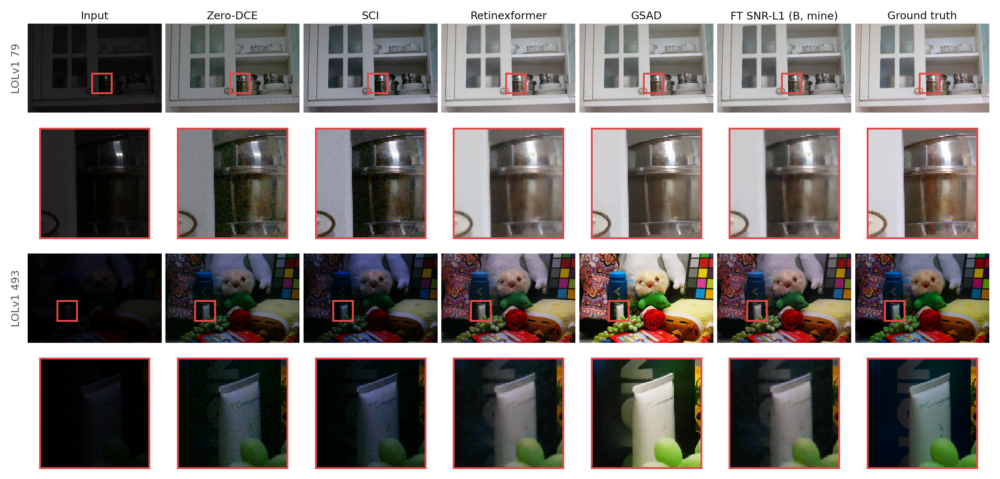 Input Zero-DCE SCI Retinexformer GSAD FT SNR-L1 (B, mine) Ground truth
LOLv1 79
LOLv1 493